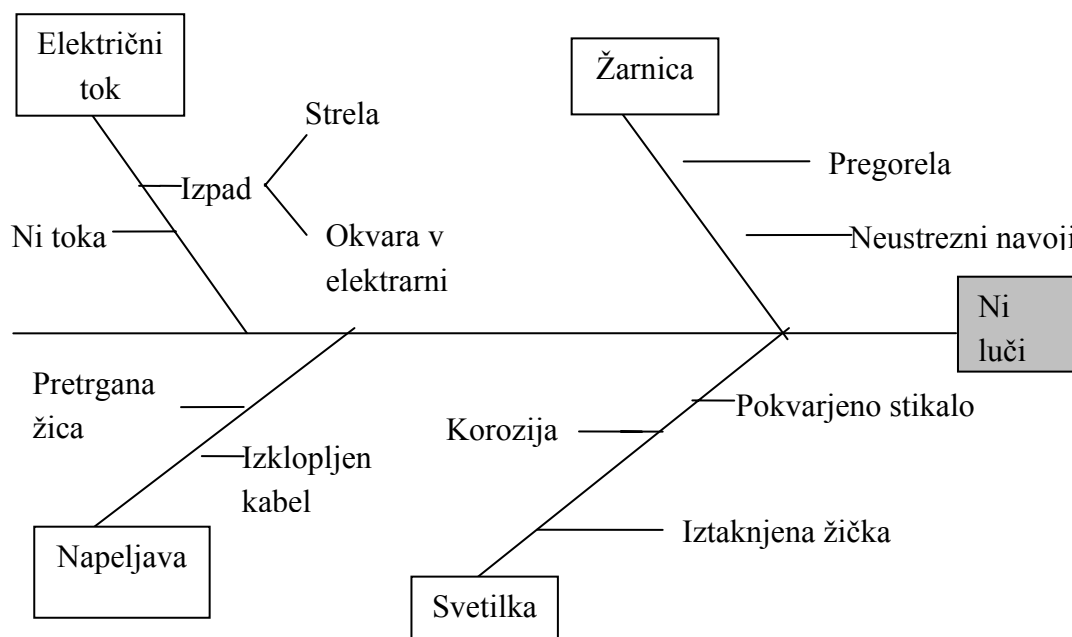 Električni
tok
Žarnica
Strela
Pregorela
Izpad
Ni toka
Okvara v
elektrarni
Neustrezni navoji
Ni
luči
Pretrgana
žica
Pokvarjeno stikalo
Korozija
Izklopljen
kabel
Iztaknjena žička
Napeljava
Svetilka